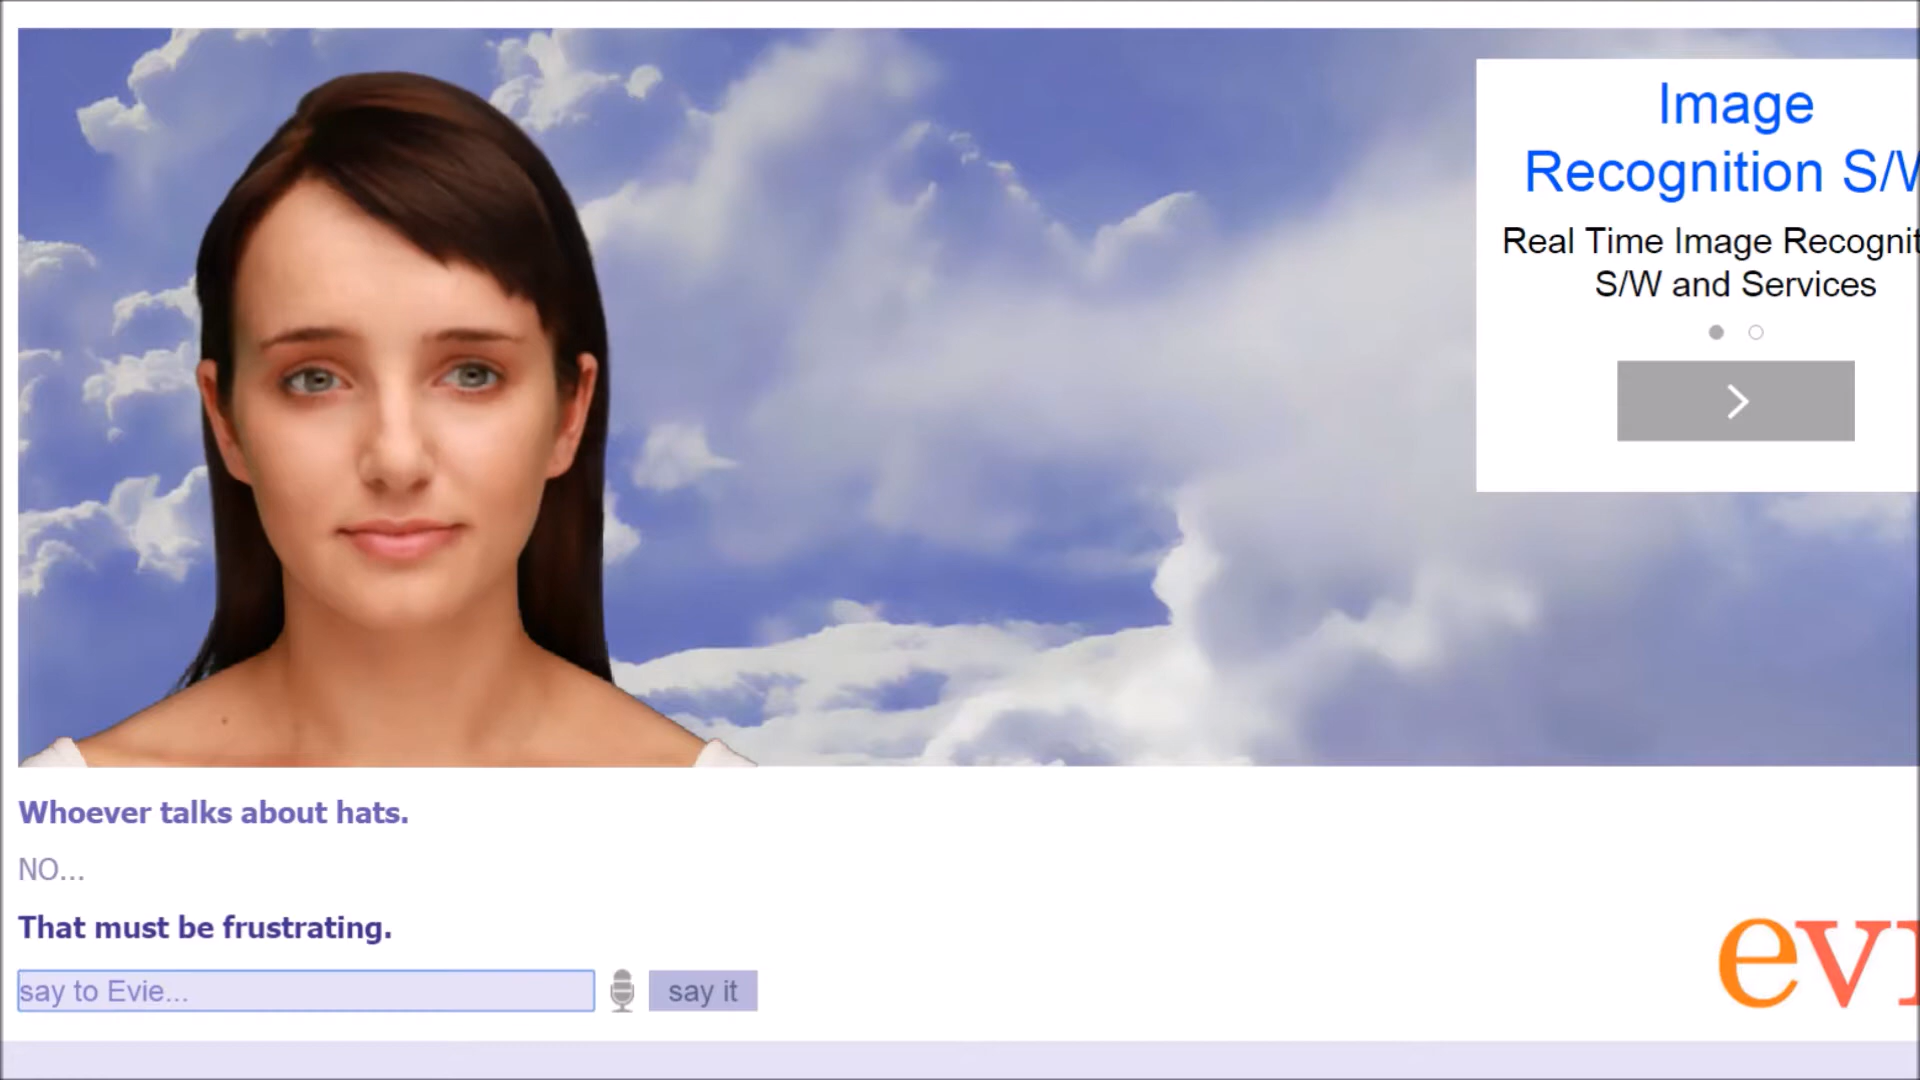 Image
Recognition S/
Real Time Image Recognit
S/W and Services
Whoever talks about hats.
NO...
That must be frustrating.
say to Evie...
say it
ev